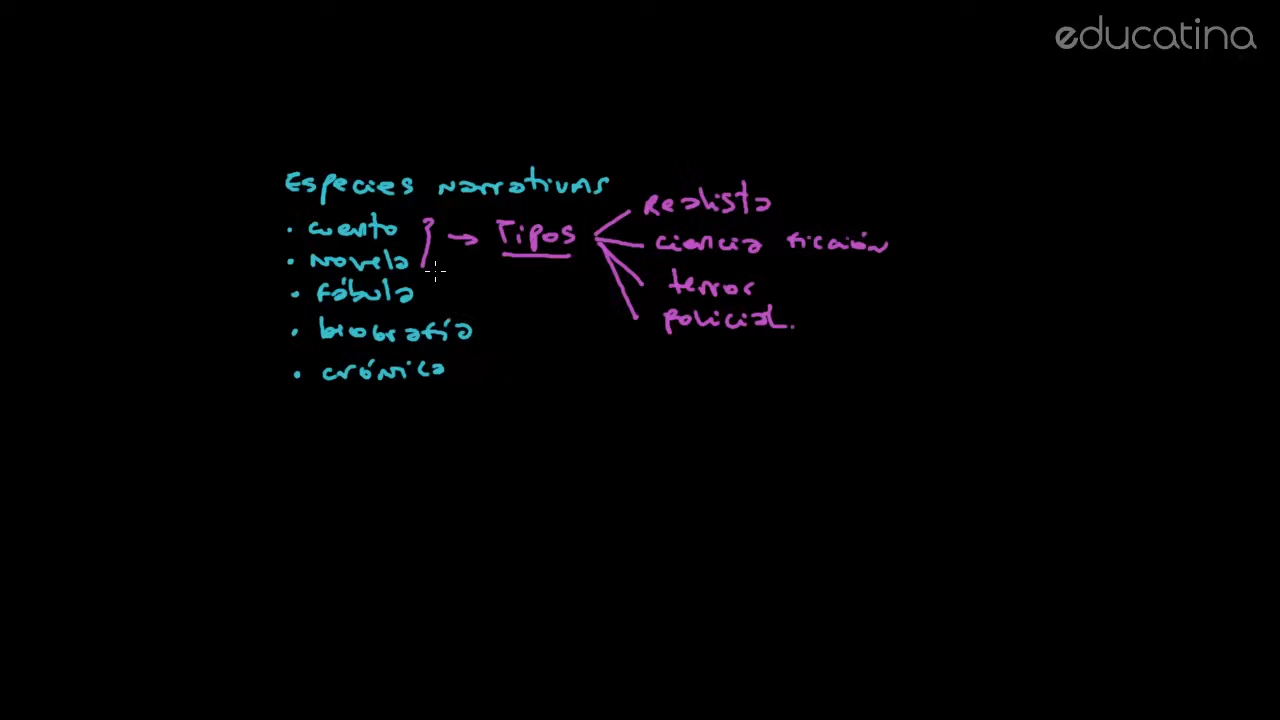 educatina
Especies narrativas
• cuento } → Tipos
• novela
• fábula
• biografía
• crónica
Realista
ciencia ficción
terror
policial.